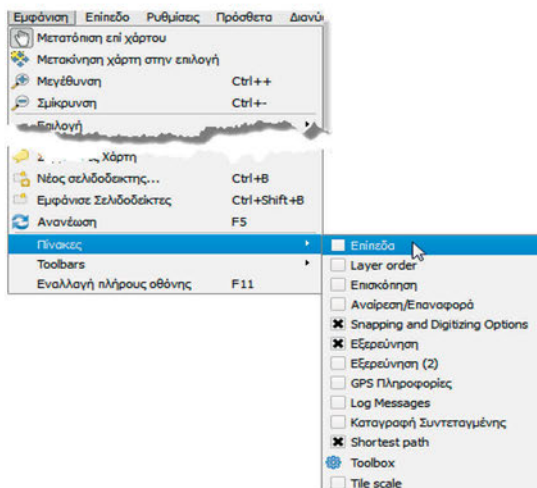 Εμφάνιση Επίπεδο Ρυθμίσεις Πρόσθετα
Μετατόπιση επί χάρτου
Μετακίνηση χάρτη στην επιλογή
Μεγέθυνση Ctrl++
Σμίκρυνση Ctrl+-
Επιλογή
Χάρτη
Νέος σελιδοδεικτης... Ctrl+B
Εμφάνισε Σελιδοδείκτες Ctrl+Shift+B
Ανανέωση F5
Πίνακες
Toolbars
Εναλλαγή πλήρους οθόνης F11
Επίπεδα
Layer order
Επισκόπηση
Αναίρεση/Επαναφορά
Snapping and Digitizing Options
Εξερεύνηση
Εξερεύνηση (2)
GPS Πληροφορίες
Log Messages
Καταγραφή Συντεταγμένης
Shortest path
Toolbox
Tile scale